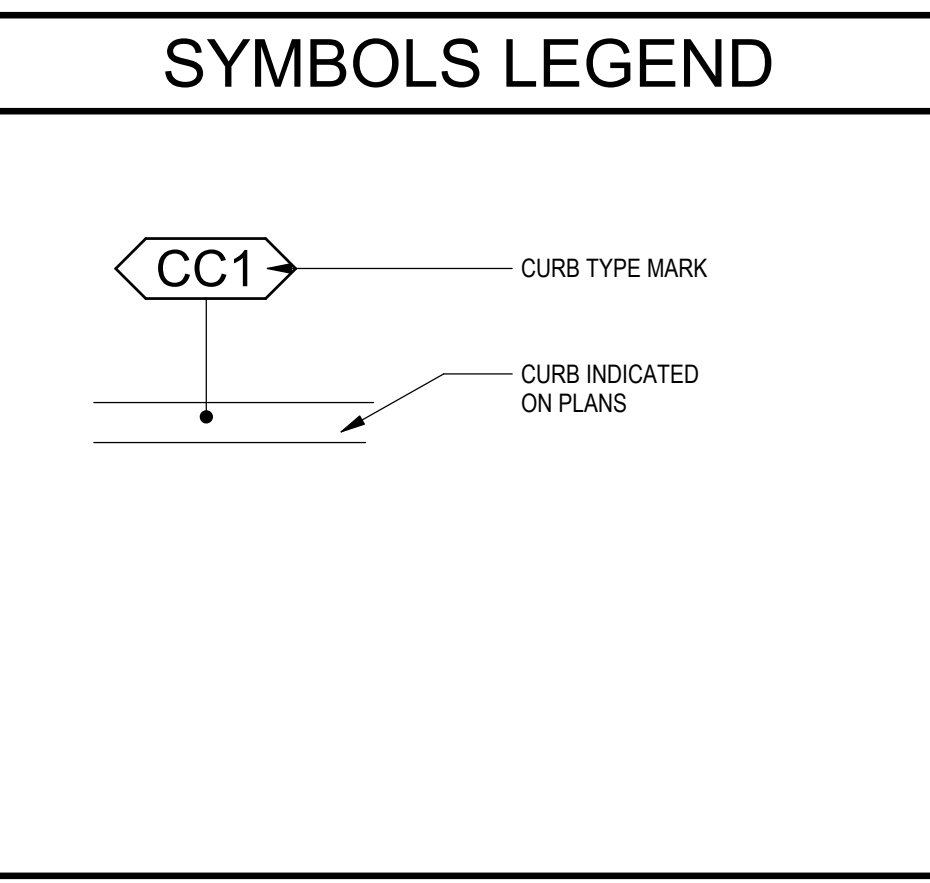 SYMBOLS LEGEND
CC1
CURB TYPE MARK
CURB INDICATED
ON PLANS